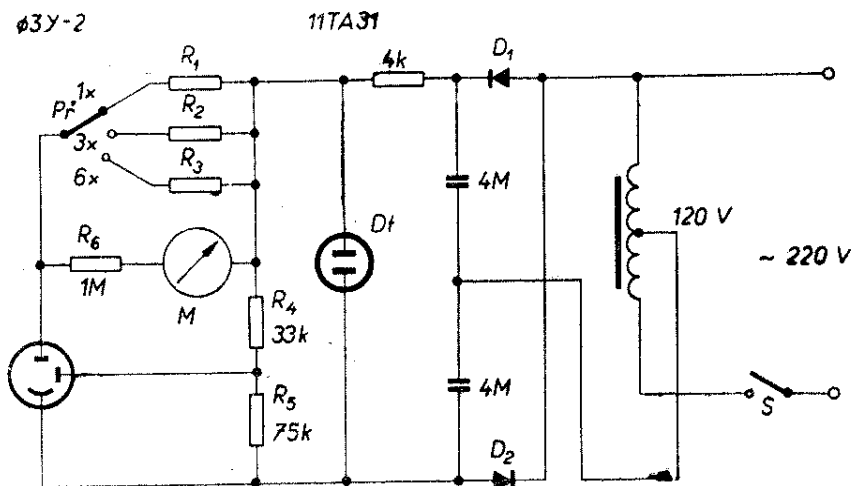 ф3У-2
11TA31
R1
4k
D1
1x
Pr
R2
3x
R3
6x
4M
Dt
120 V
R6
~ 220 V
1M
M
R4
33k
4M
S
R5
75k
D2